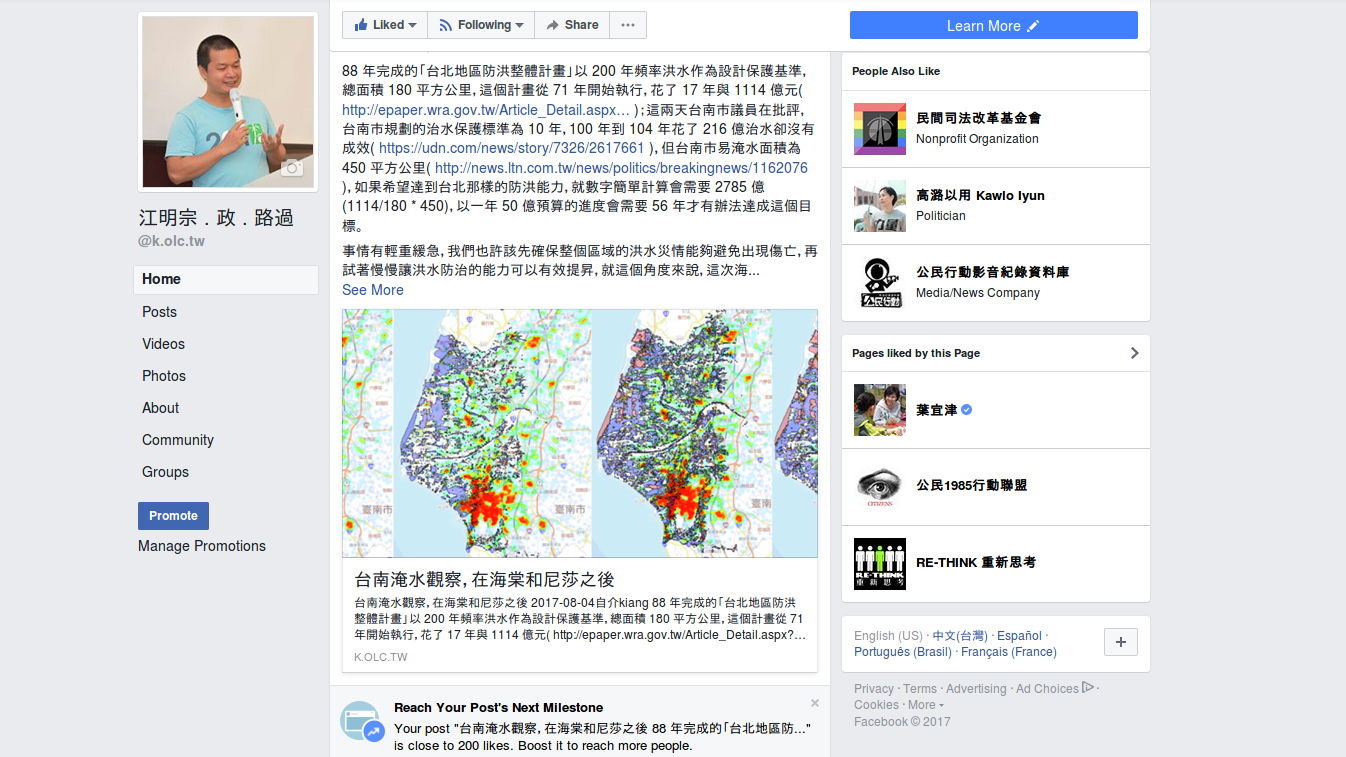 Liked
Following
Share
Learn More
江明宗 . 政 . 路過
@k.olc.tw
Home
Posts
Videos
Photos
About
Community
Groups
Promote
Manage Promotions
88 年完成的「台北地區防洪整體計畫」以 200 年頻率洪水作為設計保護基準，
總面積 180 平方公里，這個計畫從 71 年開始執行，花了 17 年與 1114 億元(
http://epaper.wra.gov.tw/Article_Detail.aspx… )；這兩天台南市議員在批評，
台南市規劃的治水保護標準為 10 年，100 年到 104 年花了 216 億治水卻沒有
成效( https://udn.com/news/story/7326/2617661 )，但台南市易淹水面積為
450 平方公里( http://news.ltn.com.tw/news/politics/breakingnews/1162076
)，如果希望達到台北那樣的防洪能力，就數字簡單計算會需要 2785 億
(1114/180 * 450)，以一年 50 億預算的進度會需要 56 年才有辦法達成這個目
標。
事情有輕重緩急，我們也許該先確保整個區域的洪水災情能夠避免出現傷亡，再
試著慢慢讓洪水防治的能力可以有效提昇，就這個角度來說，這次海...
See More
臺南市
臺南市
臺南
台南淹水觀察，在海棠和尼莎之後
台南淹水觀察，在海棠和尼莎之後 2017-08-04自介kiang 88 年完成的「台北地區防洪
整體計畫」以 200 年頻率洪水作為設計保護基準，總面積 180 平方公里，這個計畫從 71
年開始執行，花了 17 年與 1114 億元( http://epaper.wra.gov.tw/Article_Detail.aspx?…
K.OLC.TW
Reach Your Post's Next Milestone
Your post "台南淹水觀察，在海棠和尼莎之後 88 年完成的「台北地區防..."
is close to 200 likes. Boost it to reach more people.
People Also Like
民間司法改革基金會
Nonprofit Organization
高潞以用 Kawlo Iyun
Politician
公民行動影音紀錄資料庫
Media/News Company
公民行動
Pages liked by this Page
葉宜津
公民1985行動聯盟
CITIZENS
RE-THINK 重新思考
RE-THINK
重新思考
English (US) · 中文(台灣) · Español ·
Português (Brasil) · Français (France)
Privacy · Terms · Advertising · Ad Choices ·
Cookies · More
Facebook © 2017